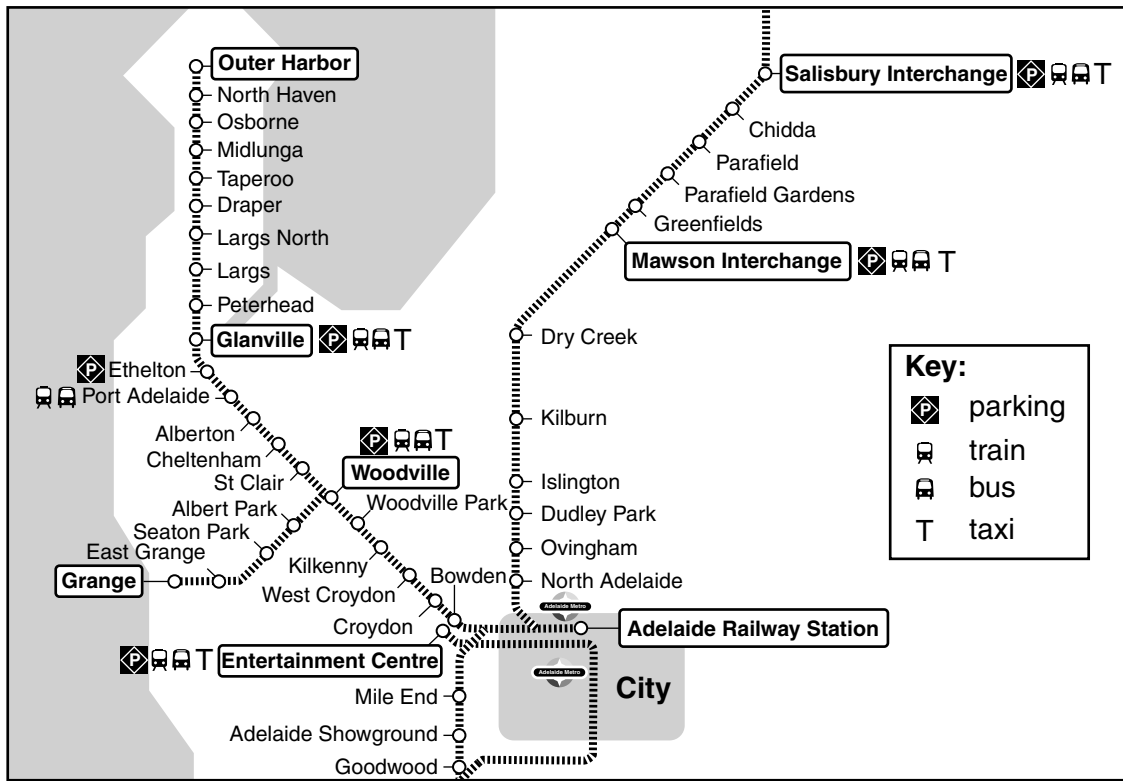 Outer Harbor
North Haven
Osborne
Midlunga
Taperoo
Draper
Largs North
Largs
Peterhead
Glanville P T
P Ethelton
Port Adelaide
Alberton
Cheltenham
St Clair
P T
Woodville
Woodville Park
Albert Park
Seaton Park
East Grange
Grange
Kilkenny
West Croydon
Croydon
Bowden
P T Entertainment Centre
Mile End
Adelaide Showground
Goodwood
Salisbury Interchange P T
Chidda
Parafield
Parafield Gardens
Greenfields
Mawson Interchange P T
Dry Creek
Kilburn
Islington
Dudley Park
Ovingham
North Adelaide
Adelaide Metro
Adelaide Railway Station
Adelaide Metro
City
Key:
P parking
train
bus
T taxi